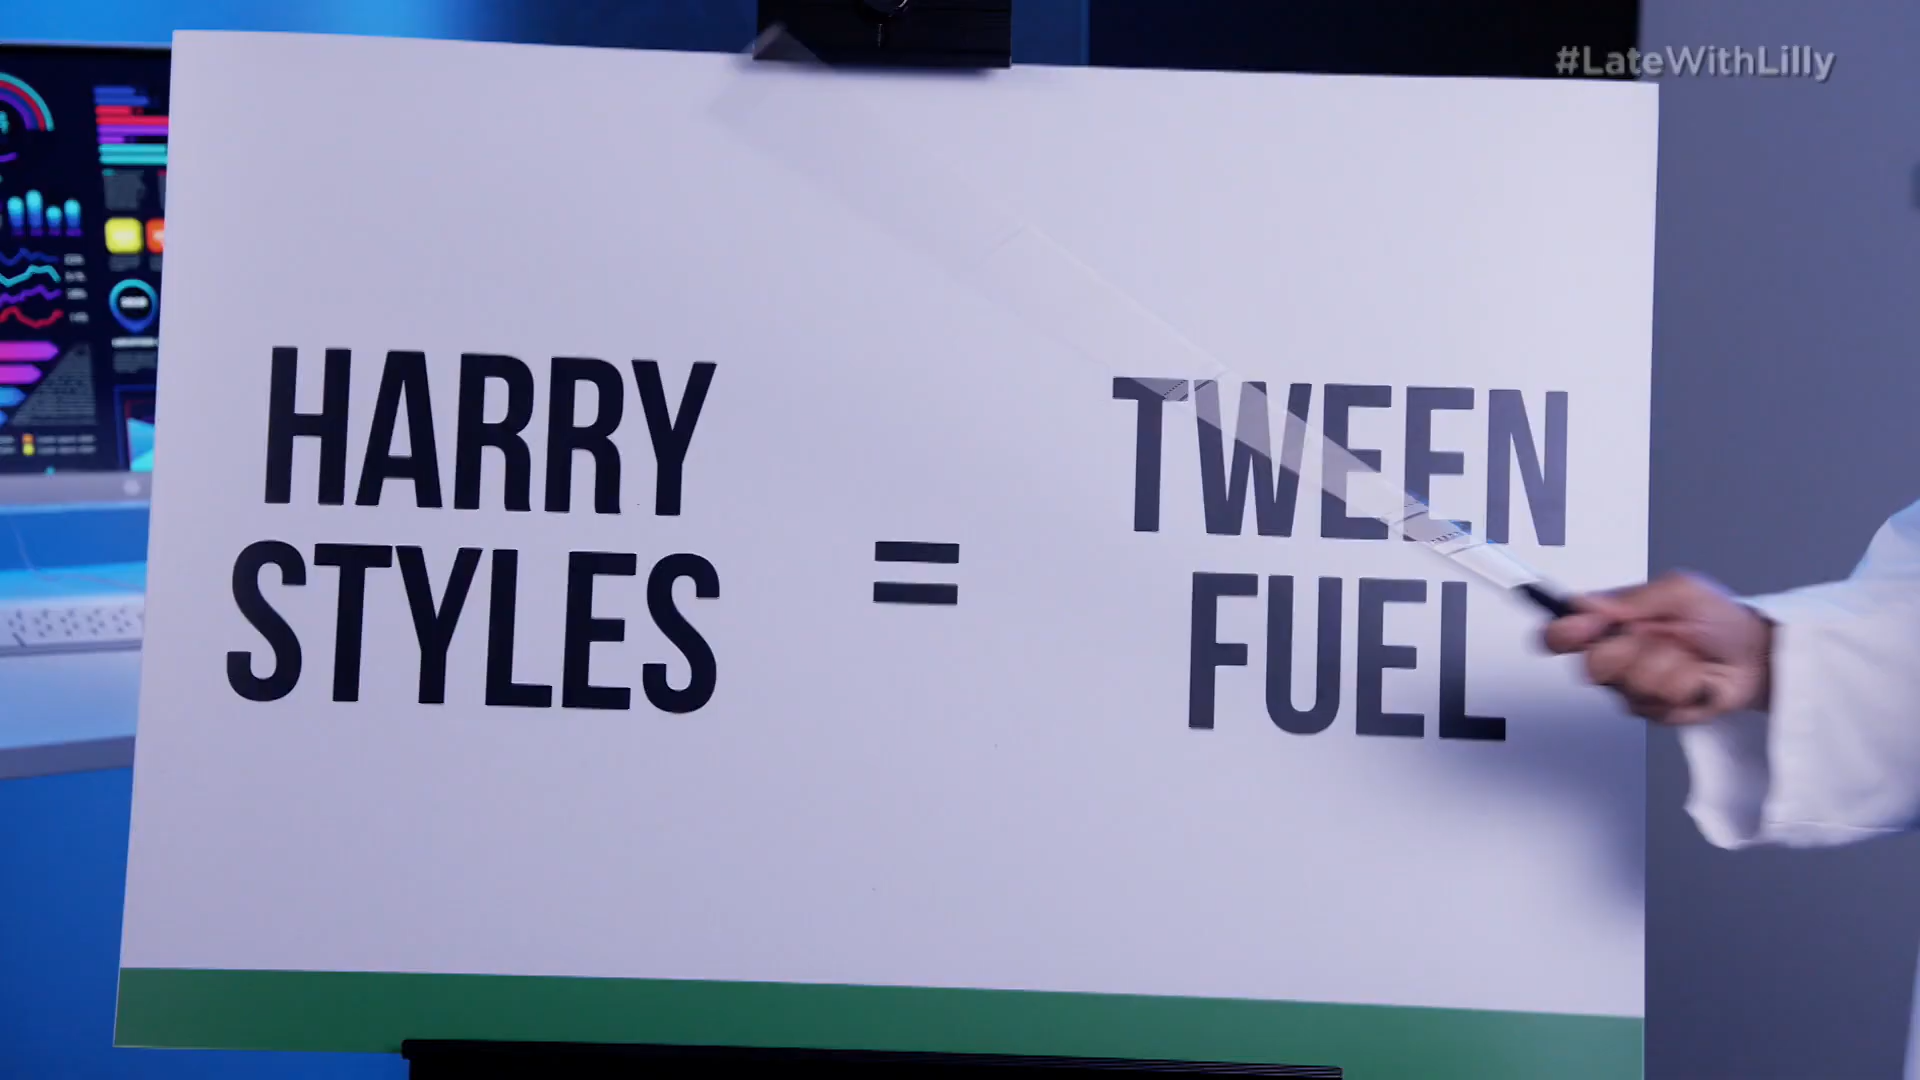 #LateWithLilly
HARRY
STYLES
=
TWEEN
FUEL